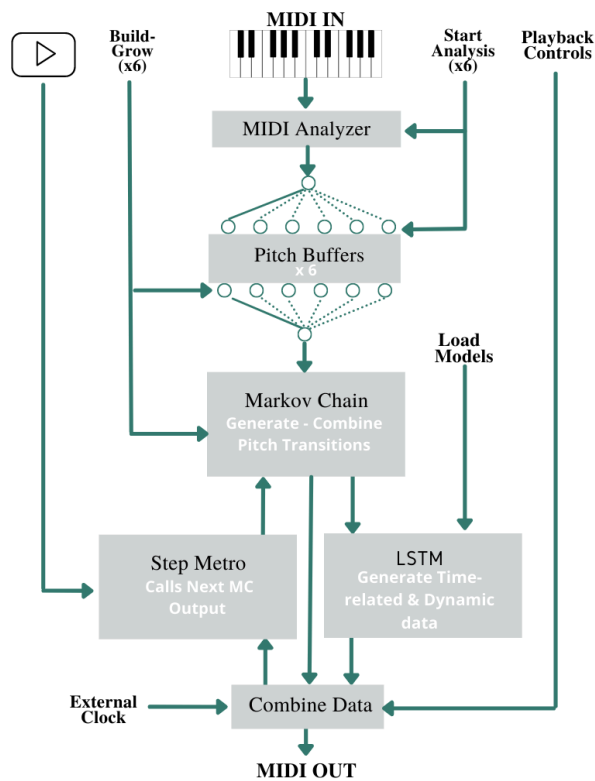 MIDI IN
Build-
Grow
(x6)
Start
Analysis
(x6)
Playback
Controls
MIDI Analyzer
Pitch Buffers
x 6
Load
Models
Markov Chain
Generate - Combine
Pitch Transitions
Step Metro
Calls Next MC
Output
LSTM
Generate Time-
related & Dynamic
data
External
Clock
Combine Data
MIDI OUT